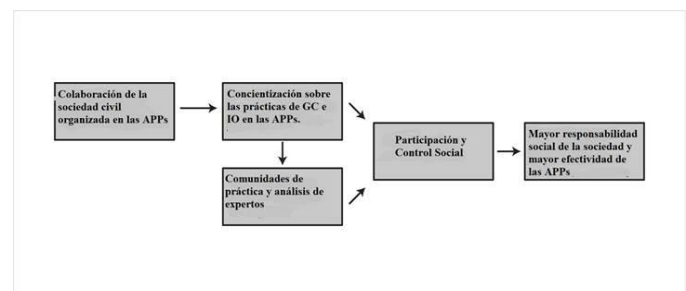 Colaboración de la
sociedad civil
organizada en las APPs
Concientización sobre
las prácticas de GC e
IO en las APPs.
Comunidades de
práctica y análisis de
expertos
Participación y
Control Social
Mayor responsabilidad
social de la sociedad y
mayor efectividad de
las APPs